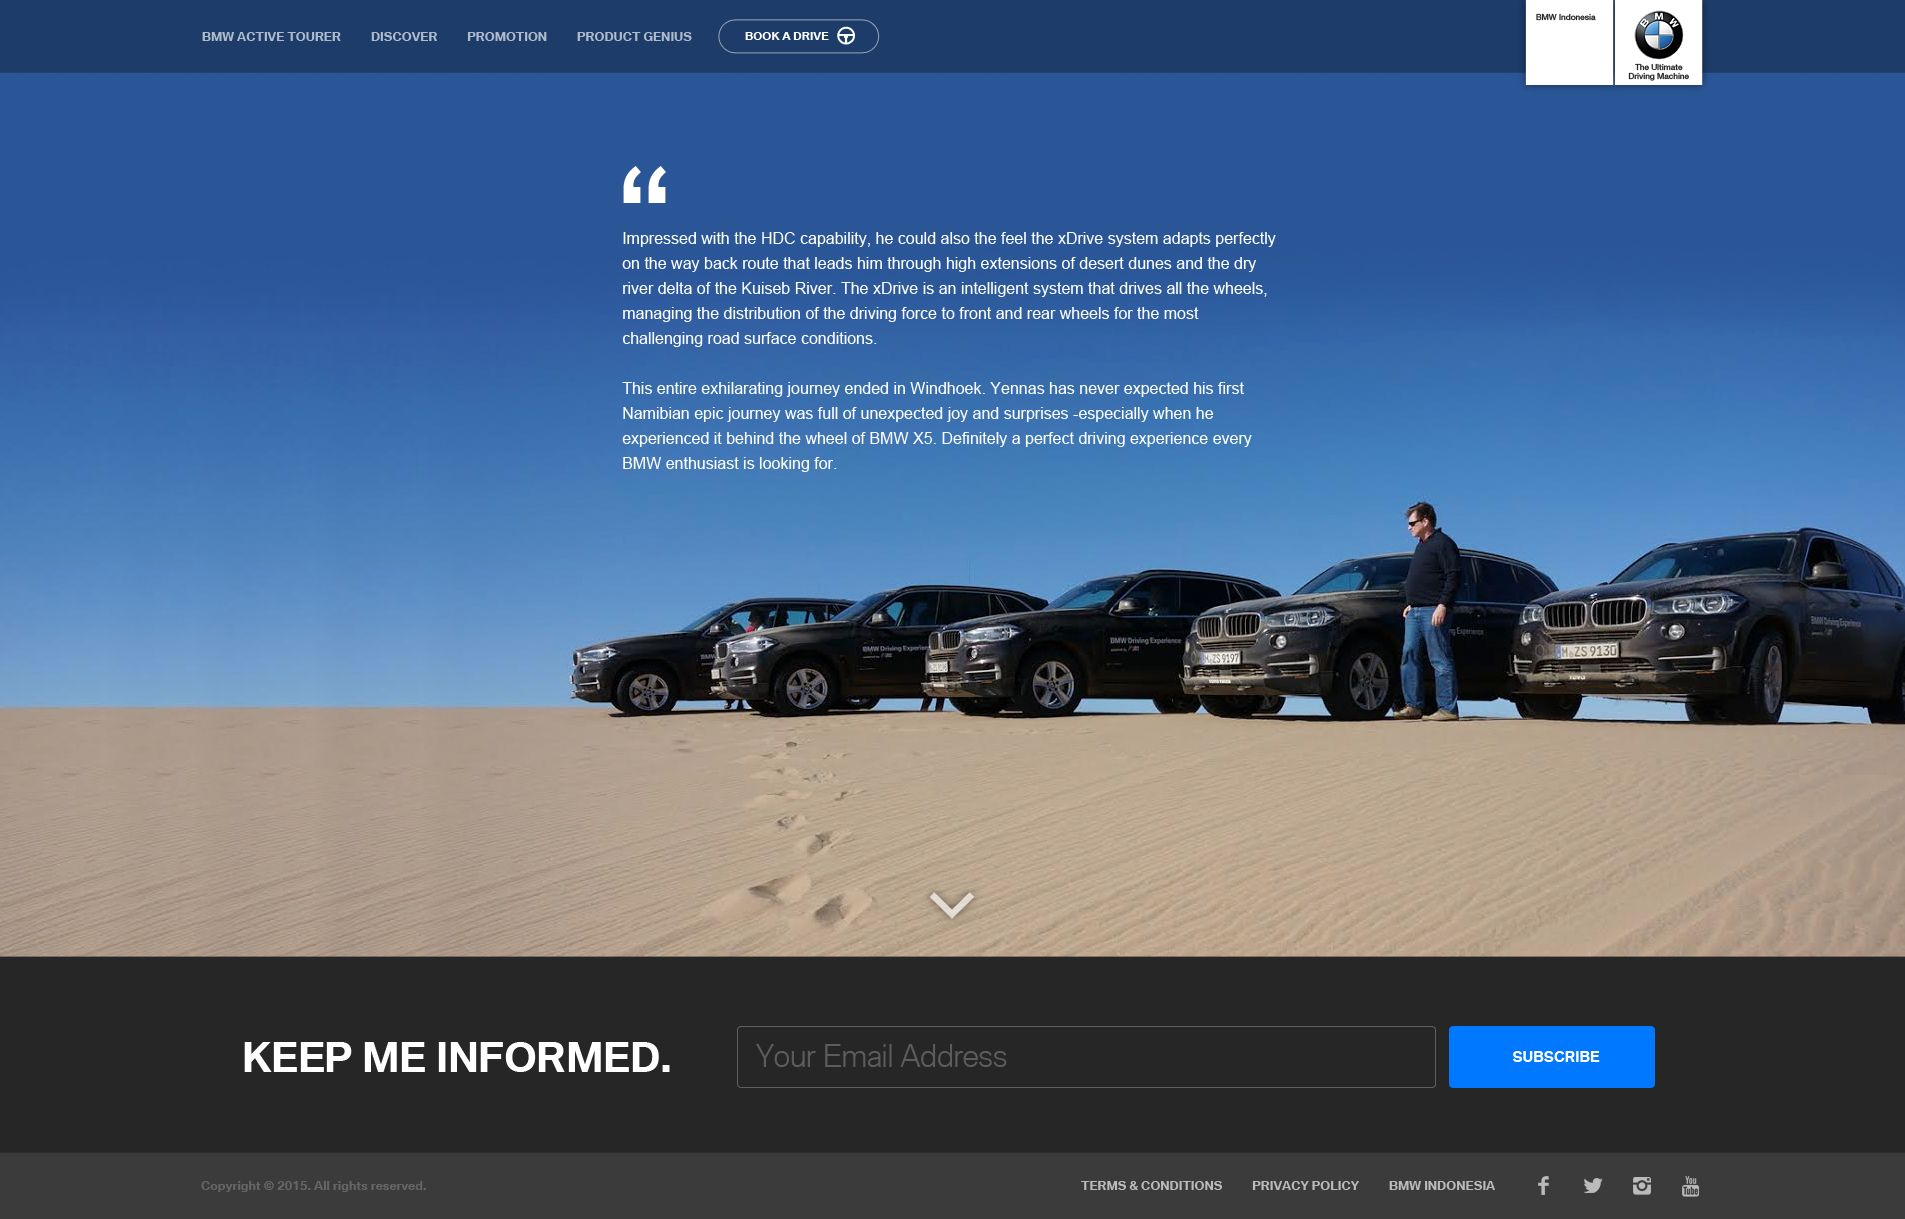 BMW ACTIVE TOURER
DISCOVER
PROMOTION
PRODUCT GENIUS
BOOK A DRIVE
BMW Indonesia
BMW
The Ultimate
Driving Machine
“
Impressed with the HDC capability, he could also the feel the xDrive system adapts perfectly
on the way back route that leads him through high extensions of desert dunes and the dry
river delta of the Kuiseb River. The xDrive is an intelligent system that drives all the wheels,
managing the distribution of the driving force to front and rear wheels for the most
challenging road surface conditions.
This entire exhilarating journey ended in Windhoek. Yennas has never expected his first
Namibian epic journey was full of unexpected joy and surprises -especially when he
experienced it behind the wheel of BMW X5. Definitely a perfect driving experience every
BMW enthusiast is looking for.
BMW
BMW Driving Experience
BMW Driving Experience
Experience
BMW Driving Experience
M ZS 9197
M ZS 9130
KEEP ME INFORMED.
Your Email Address
SUBSCRIBE
Copyright © 2015. All rights reserved.
TERMS & CONDITIONS
PRIVACY POLICY
BMW INDONESIA
You
Tube